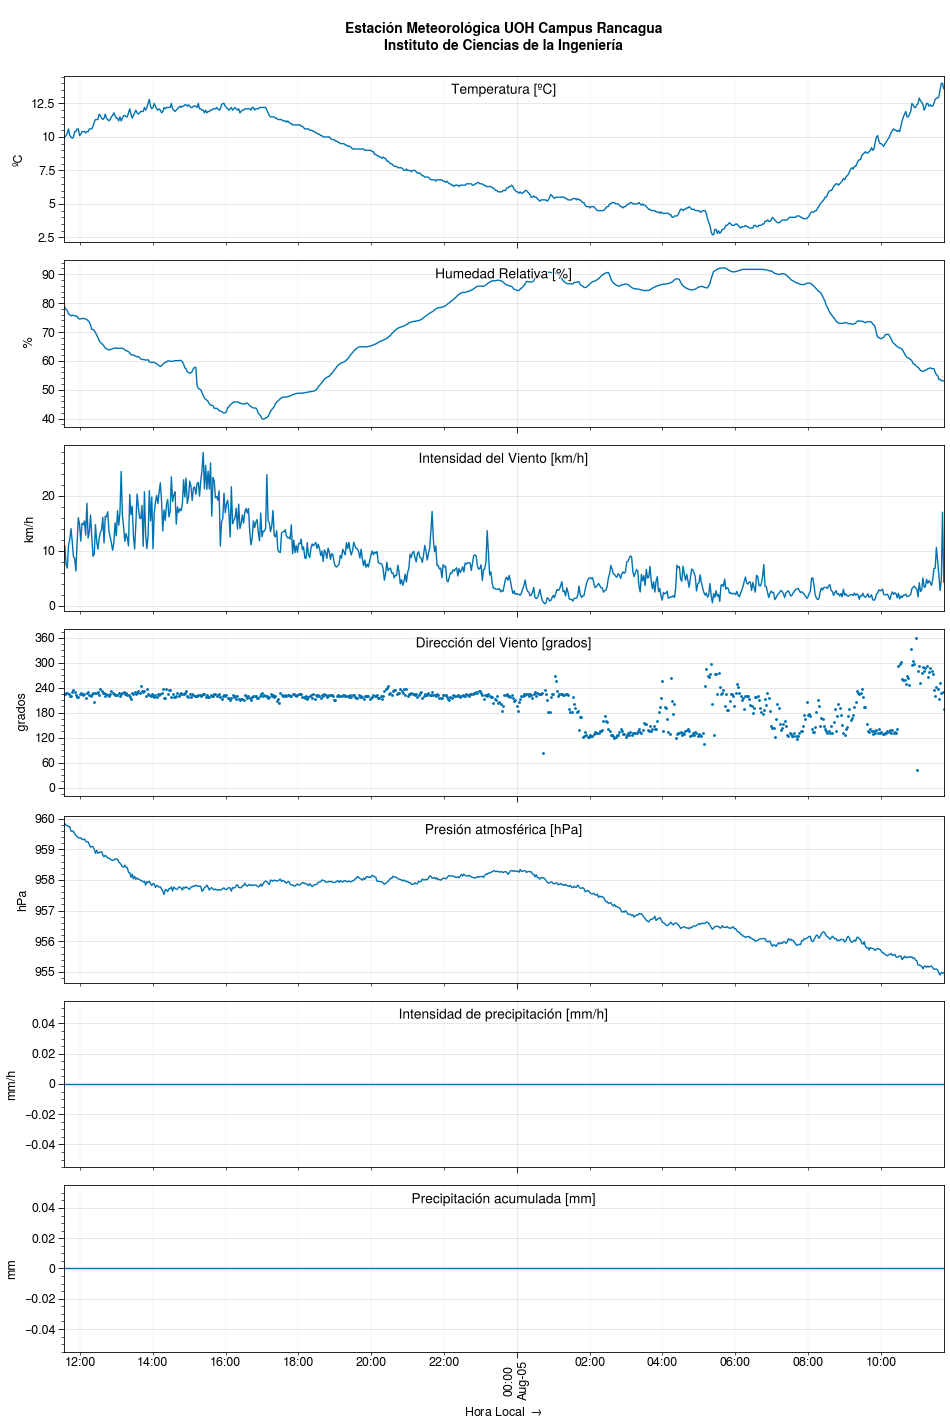 Estación Meteorológica UOH Campus Rancagua
Instituto de Ciencias de la Ingeniería
Temperatura [ºC]
12.5
10
7.5
5
2.5
ºC
Humedad Relativa [%]
90
80
70
60
50
40
%
Intensidad del Viento [km/h]
20
10
0
km/h
Dirección del Viento [grados]
360
300
240
180
120
60
0
grados
Presión atmosférica [hPa]
960
959
958
957
956
955
hPa
Intensidad de precipitación [mm/h]
0.04
0.02
0
−0.02
−0.04
mm/h
Precipitación acumulada [mm]
0.04
0.02
0
−0.02
−0.04
mm
12:00 14:00 16:00 18:00 20:00 22:00 00:00 02:00 04:00 06:00 08:00 10:00
Aug-05
Hora Local →